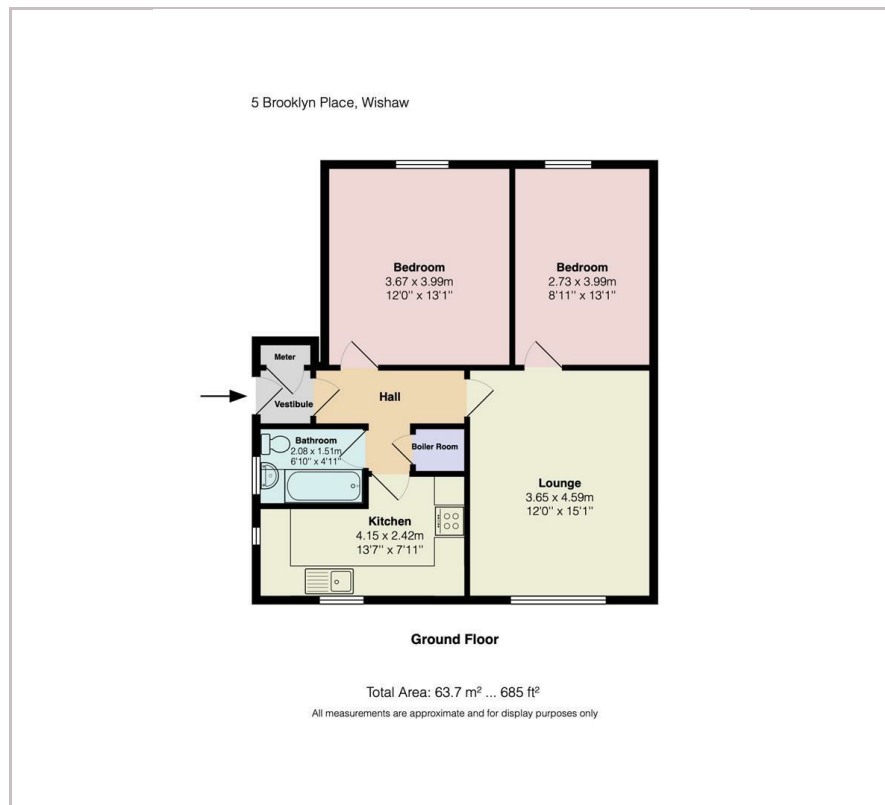 5 Brooklyn Place, Wishaw
Bedroom
3.67 x 3.99m
12'0'' x 13'1''
Bedroom
2.73 x 3.99m
8'11'' x 13'1''
Meter
Vestibule
Hall
Bathroom
2.08 x 1.51m
6'10'' x 4'11''
Boiler Room
Lounge
3.65 x 4.59m
12'0'' x 15'1''
Kitchen
4.15 x 2.42m
13'7'' x 7'11''
Ground Floor
Total Area: 63.7 m² ... 685 ft²
All measurements are approximate and for display purposes only